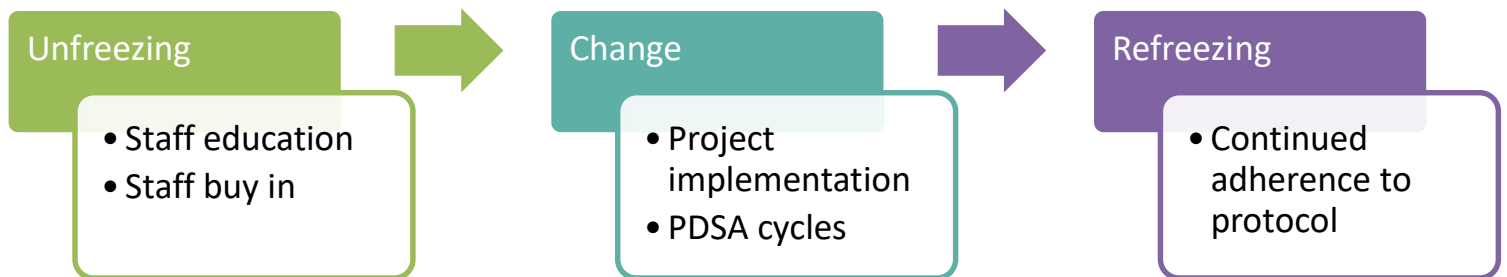 Unfreezing
• Staff education
• Staff buy in
Change
• Project
implementation
• PDSA cycles
Refreezing
• Continued
adherence to
protocol